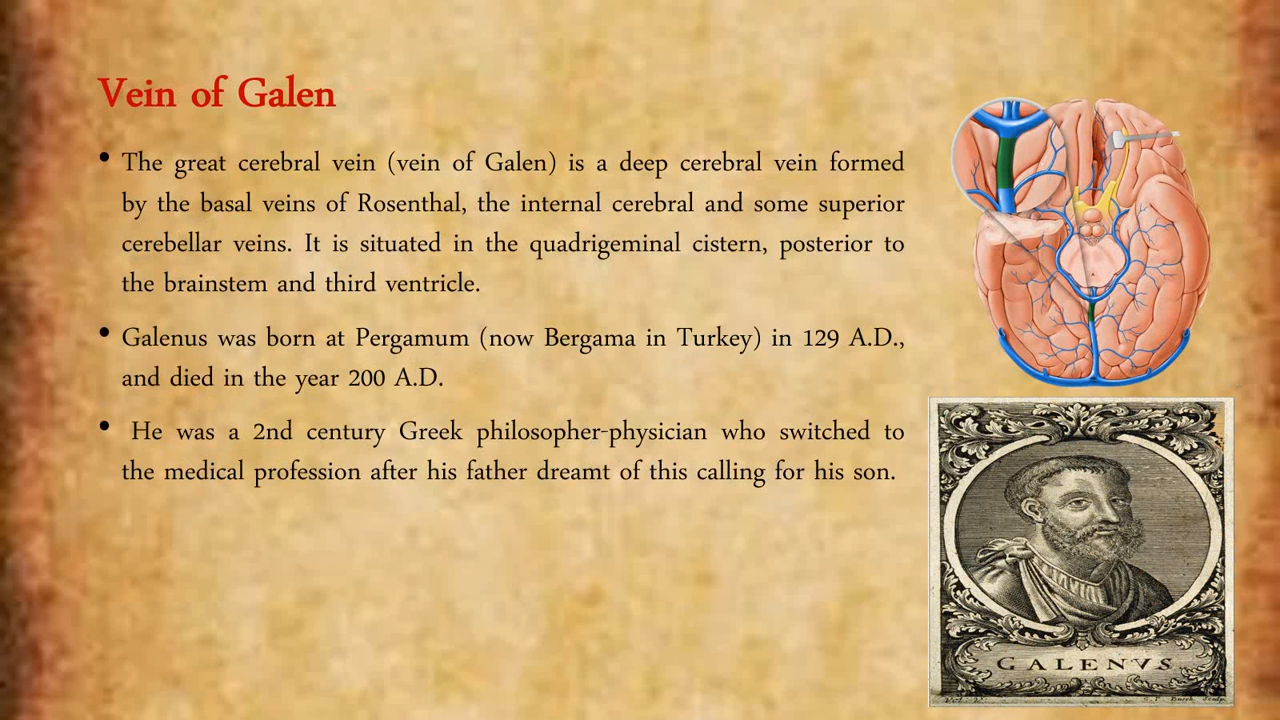 Vein of Galen
• The great cerebral vein (vein of Galen) is a deep cerebral vein formed
by the basal veins of Rosenthal, the internal cerebral and some superior
cerebellar veins. It is situated in the quadrigeminal cistern, posterior to
the brainstem and third ventricle.
• Galenus was born at Pergamum (now Bergama in Turkey) in 129 A.D.,
and died in the year 200 A.D.
• He was a 2nd century Greek philosopher-physician who switched to
the medical profession after his father dreamt of this calling for his son.
GALENVS